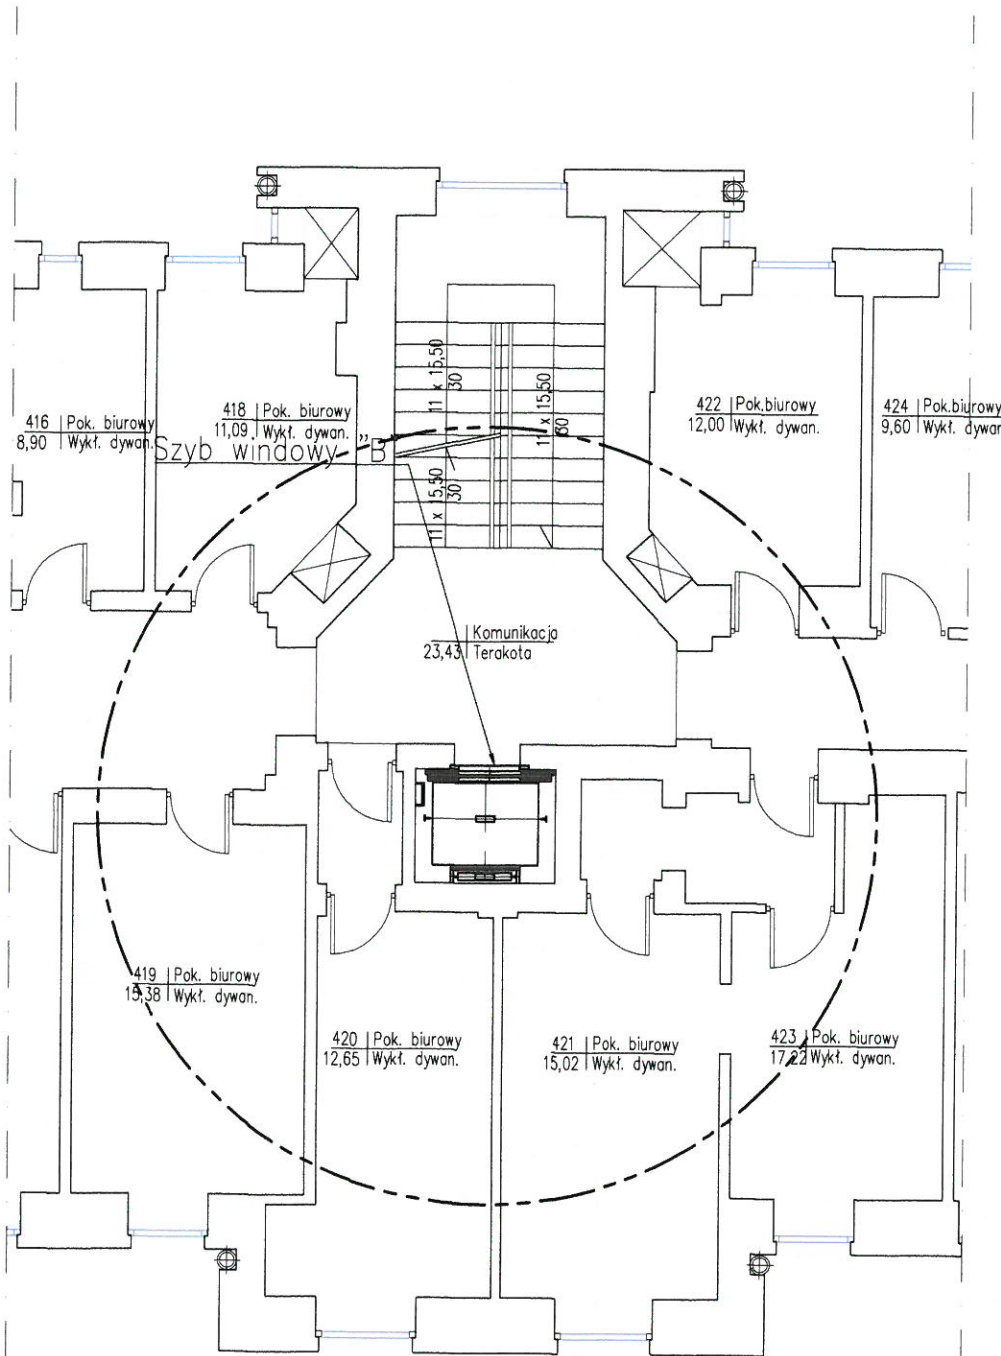 11 x 15,50
30
11 x 15,50
30
416 Pok. biurowy
8,90 Wykł. dywan.
418 Pok. biurowy
11,09 Wykł. dywan.
422 Pok.biurowy
12,00 Wykł. dywan.
424 Pok.biurowy
9,60 Wykł. dywan
Szyb windowy "B"
11 x 15,50
30
Komunikacja
23,43 Terakota
419 Pok. biurowy
15,38 Wykł. dywan.
420 Pok. biurowy
12,65 Wykł. dywan.
421 Pok. biurowy
15,02 Wykł. dywan.
423 Pok. biurowy
17,22 Wykł. dywan.